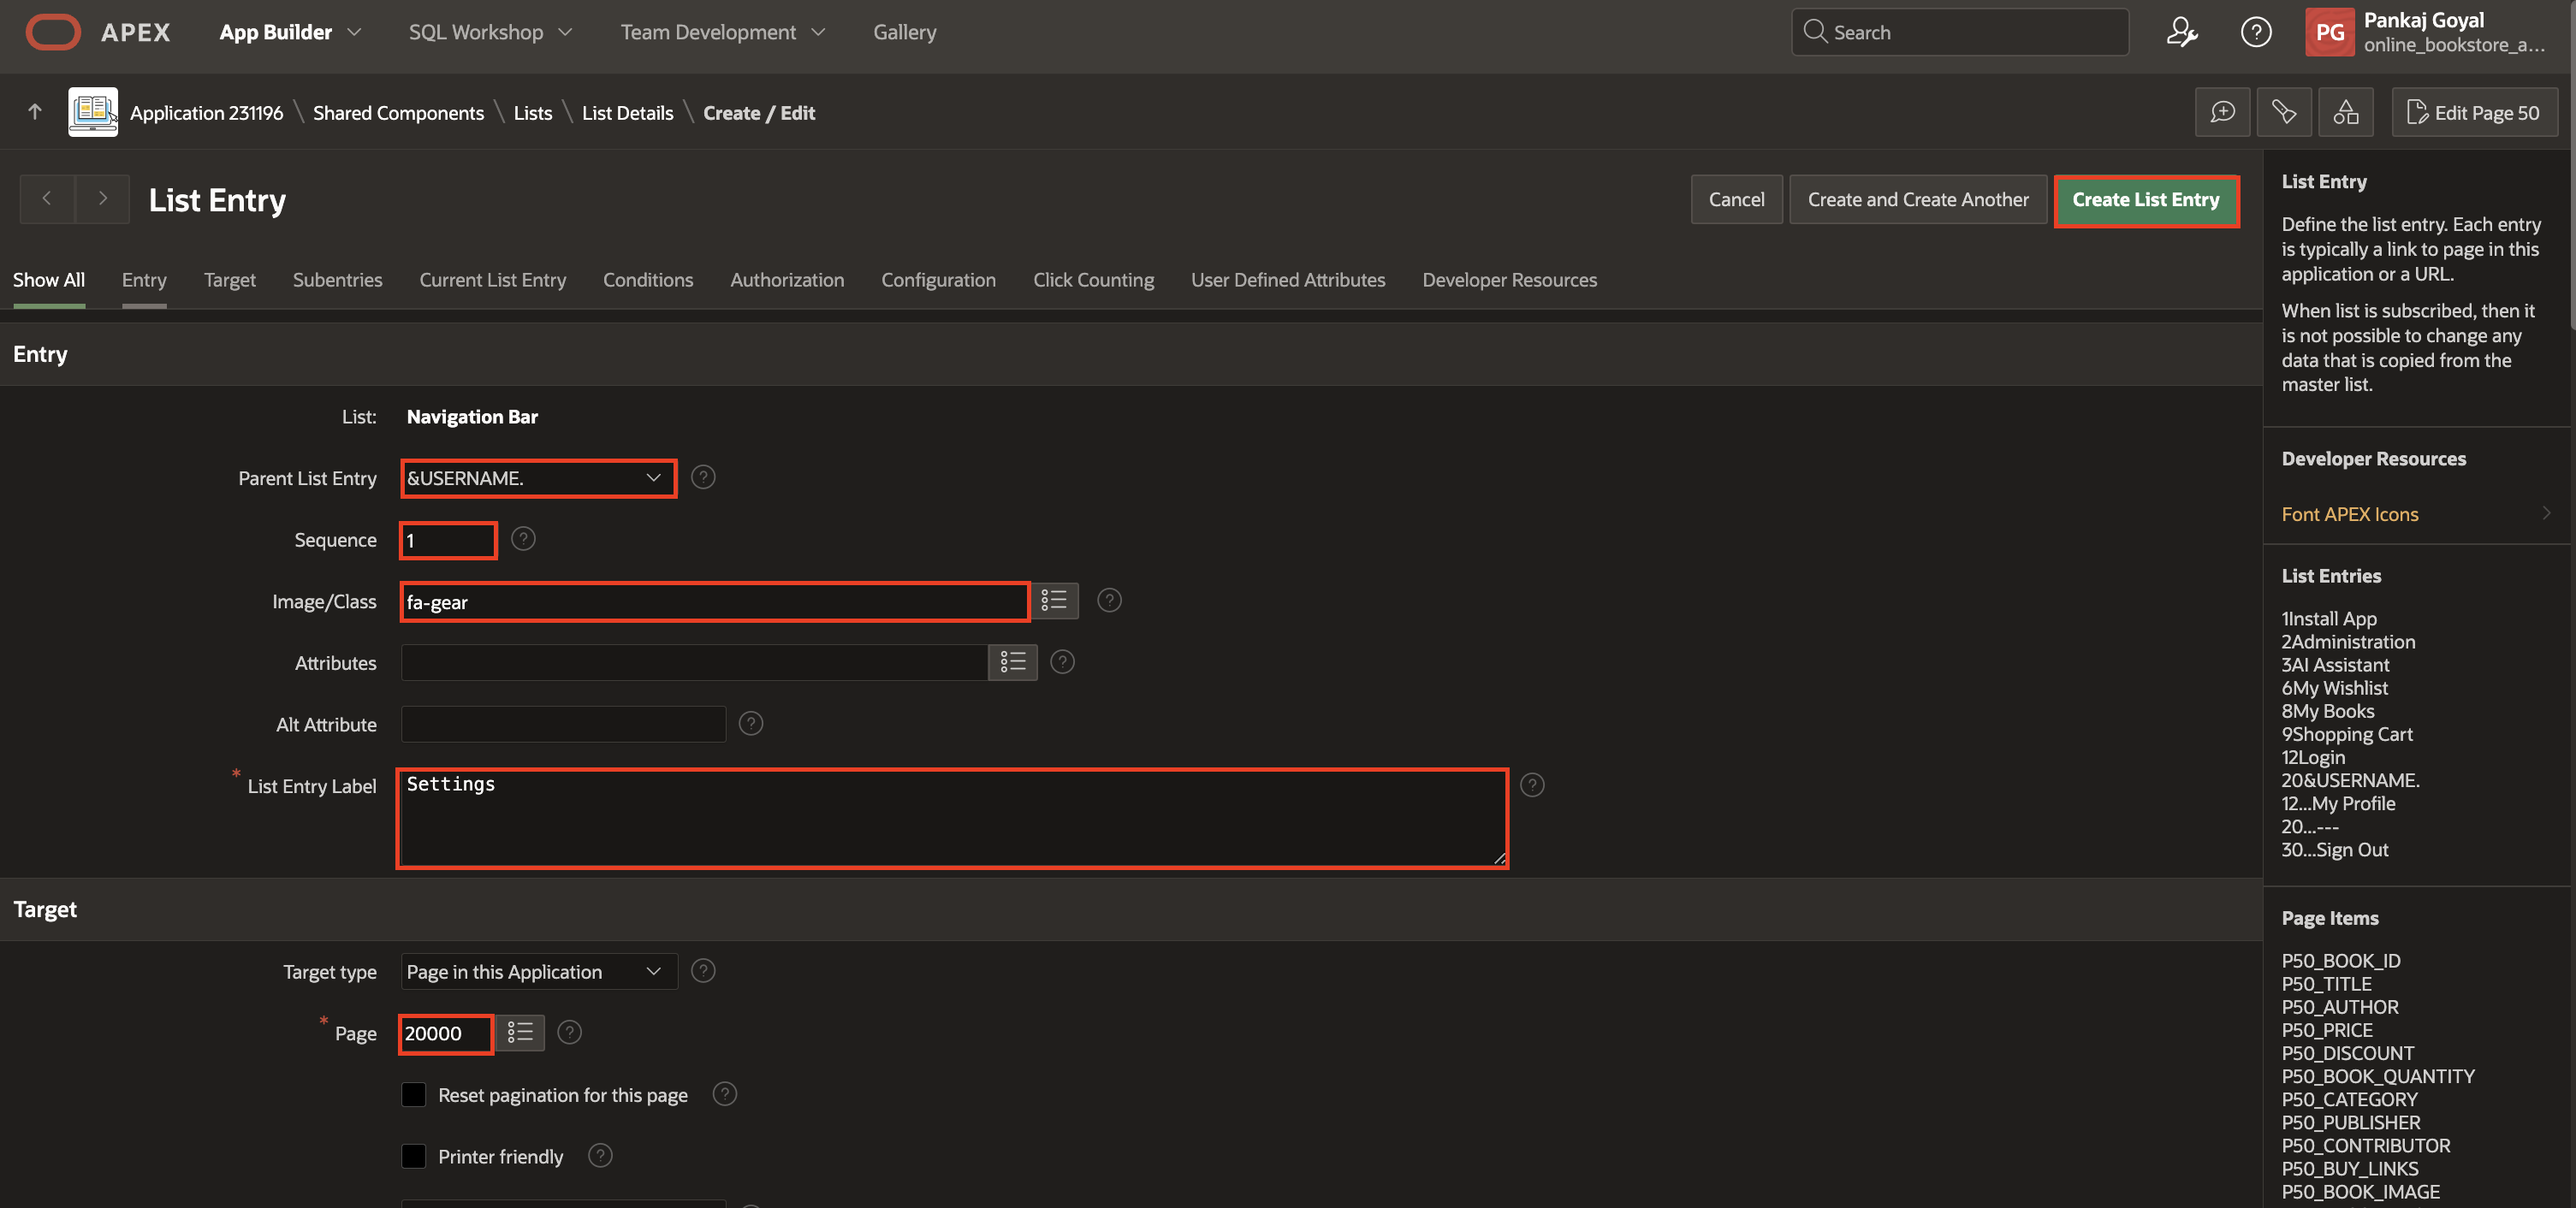 APEX App Builder SQL Workshop Team Development Gallery Search PG Pankaj Goyal
online_bookstore_a...
Application 231196 \ Shared Components \ Lists \ List Details \ Create / Edit Edit Page 50
List Entry Cancel Create and Create Another Create List Entry
Show All Entry Target Subentries Current List Entry Conditions Authorization Configuration Click Counting User Defined Attributes Developer Resources
Entry
List: Navigation Bar
Parent List Entry &USERNAME.
Sequence 1
Image/Class fa-gear
Attributes
Alt Attribute
* List Entry Label Settings
Target
Target type Page in this Application
* Page 20000
Reset pagination for this page
Printer friendly
List Entry
Define the list entry. Each entry
is typically a link to page in this
application or a URL.
When list is subscribed, then it
is not possible to change any
data that is copied from the
master list.
Developer Resources
Font APEX Icons
List Entries
1Install App
2Administration
3AI Assistant
6My Wishlist
8My Books
9Shopping Cart
12Login
20&USERNAME.
12...My Profile
20...---
30...Sign Out
Page Items
P50_BOOK_ID
P50_TITLE
P50_AUTHOR
P50_PRICE
P50_DISCOUNT
P50_BOOK_QUANTITY
P50_CATEGORY
P50_PUBLISHER
P50_CONTRIBUTOR
P50_BUY_LINKS
P50_BOOK_IMAGE